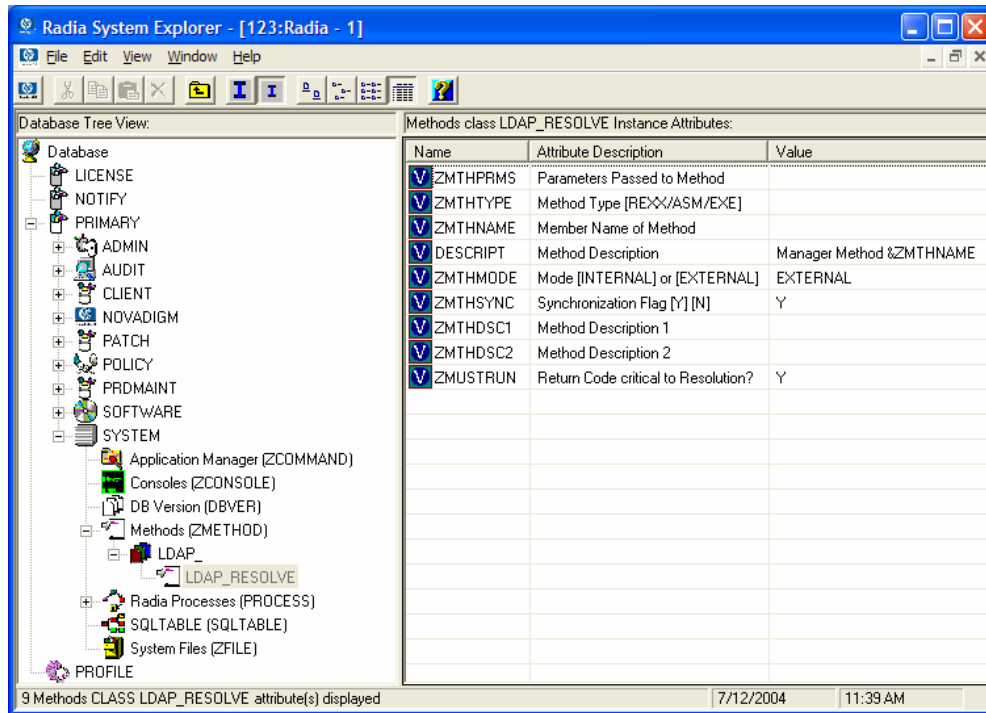 Radia System Explorer - [123:Radia - 1]
File Edit View Window Help
Database Tree View:
Methods class LDAP_RESOLVE Instance Attributes:
Database
LICENSE
NOTIFY
PRIMARY
ADMIN
AUDIT
CLIENT
NOVADIGM
PATCH
POLICY
PRDMAINT
SOFTWARE
SYSTEM
Application Manager (ZCOMMAND)
Consoles (ZCONSOLE)
DB Version (DBVER)
Methods (ZMETHOD)
LDAP_
LDAP_RESOLVE
Radia Processes (PROCESS)
SQLTABLE (SQLTABLE)
System Files (ZFILE)
PROFILE
Name Attribute Description Value
ZMTHPRMS Parameters Passed to Method
ZMTHTYPE Method Type [REXX/ASM/EXE]
ZMTHNAME Member Name of Method
DESCRIPT Method Description Manager Method &ZMTHNAME
ZMTHMODE Mode [INTERNAL] or [EXTERNAL] EXTERNAL
ZMTHSYNC Synchronization Flag [Y] [N] Y
ZMTHDSC1 Method Description 1
ZMTHDSC2 Method Description 2
ZMUSTRUN Return Code critical to Resolution? Y
9 Methods CLASS LDAP_RESOLVE attribute(s) displayed 7/12/2004 11:39 AM